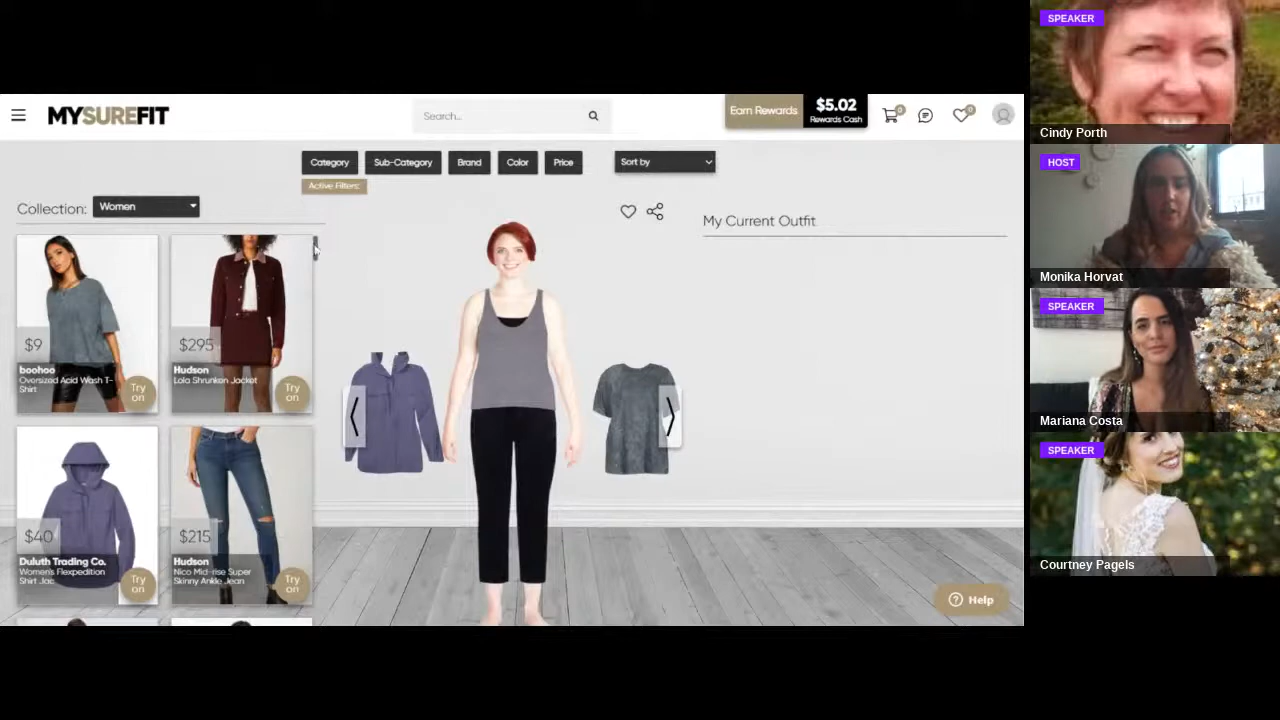 MYSUREFIT
Search...
Earn Rewards
$5.02
Rewards Cash
0
0
Category
Sub-Category
Brand
Color
Price
Sort by
Active Filters:
Collection:
Women
My Current Outfit
$9
boohoo
Oversized Acid Wash T-
Shirt
Try
on
$295
Hudson
Lola Shrunken Jacket
Try
on
$40
Duluth Trading Co.
Women's Flexpedition
Shirt Jac
Try
on
$215
Hudson
Nico Mid-rise Super
Skinny Ankle Jean
Try
on
Help
SPEAKER
Cindy Porth
HOST
Monika Horvat
SPEAKER
Mariana Costa
SPEAKER
Courtney Pagels